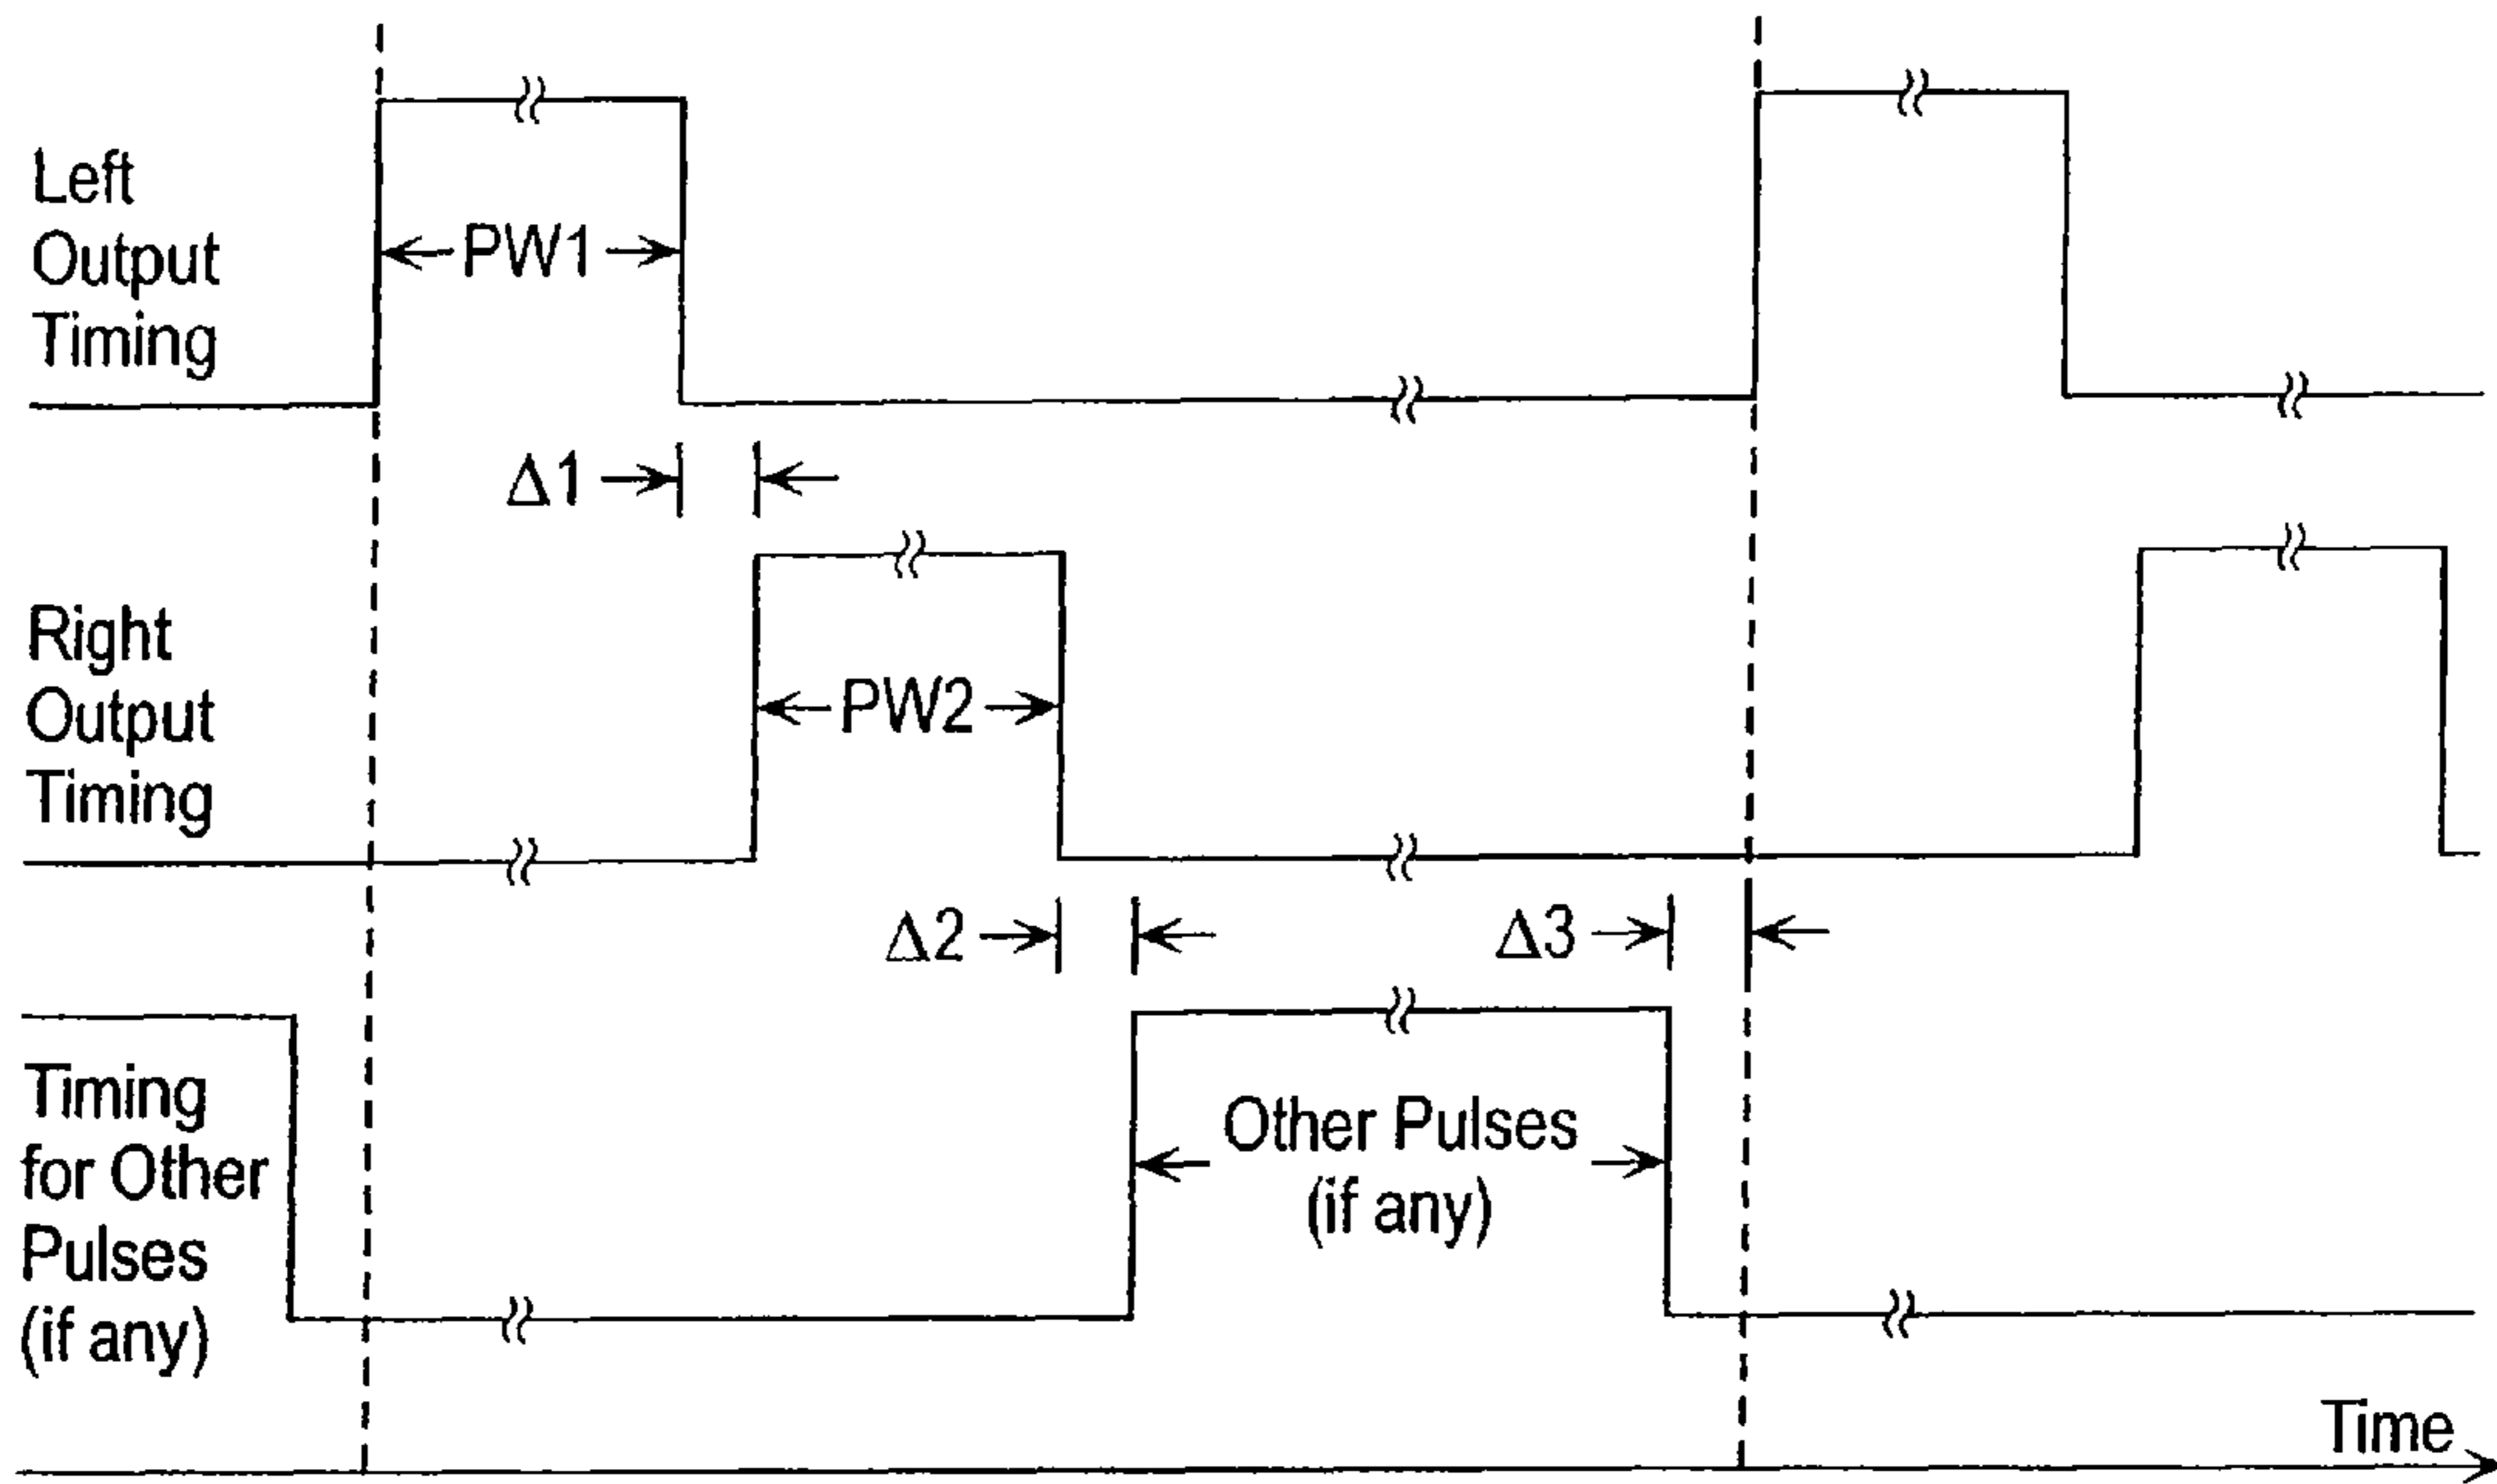 Left
Output
Timing
PW1
Δ1
Right
Output
Timing
PW2
Δ2
Δ3
Timing
for Other
Pulses
(if any)
Other Pulses
(if any)
Time